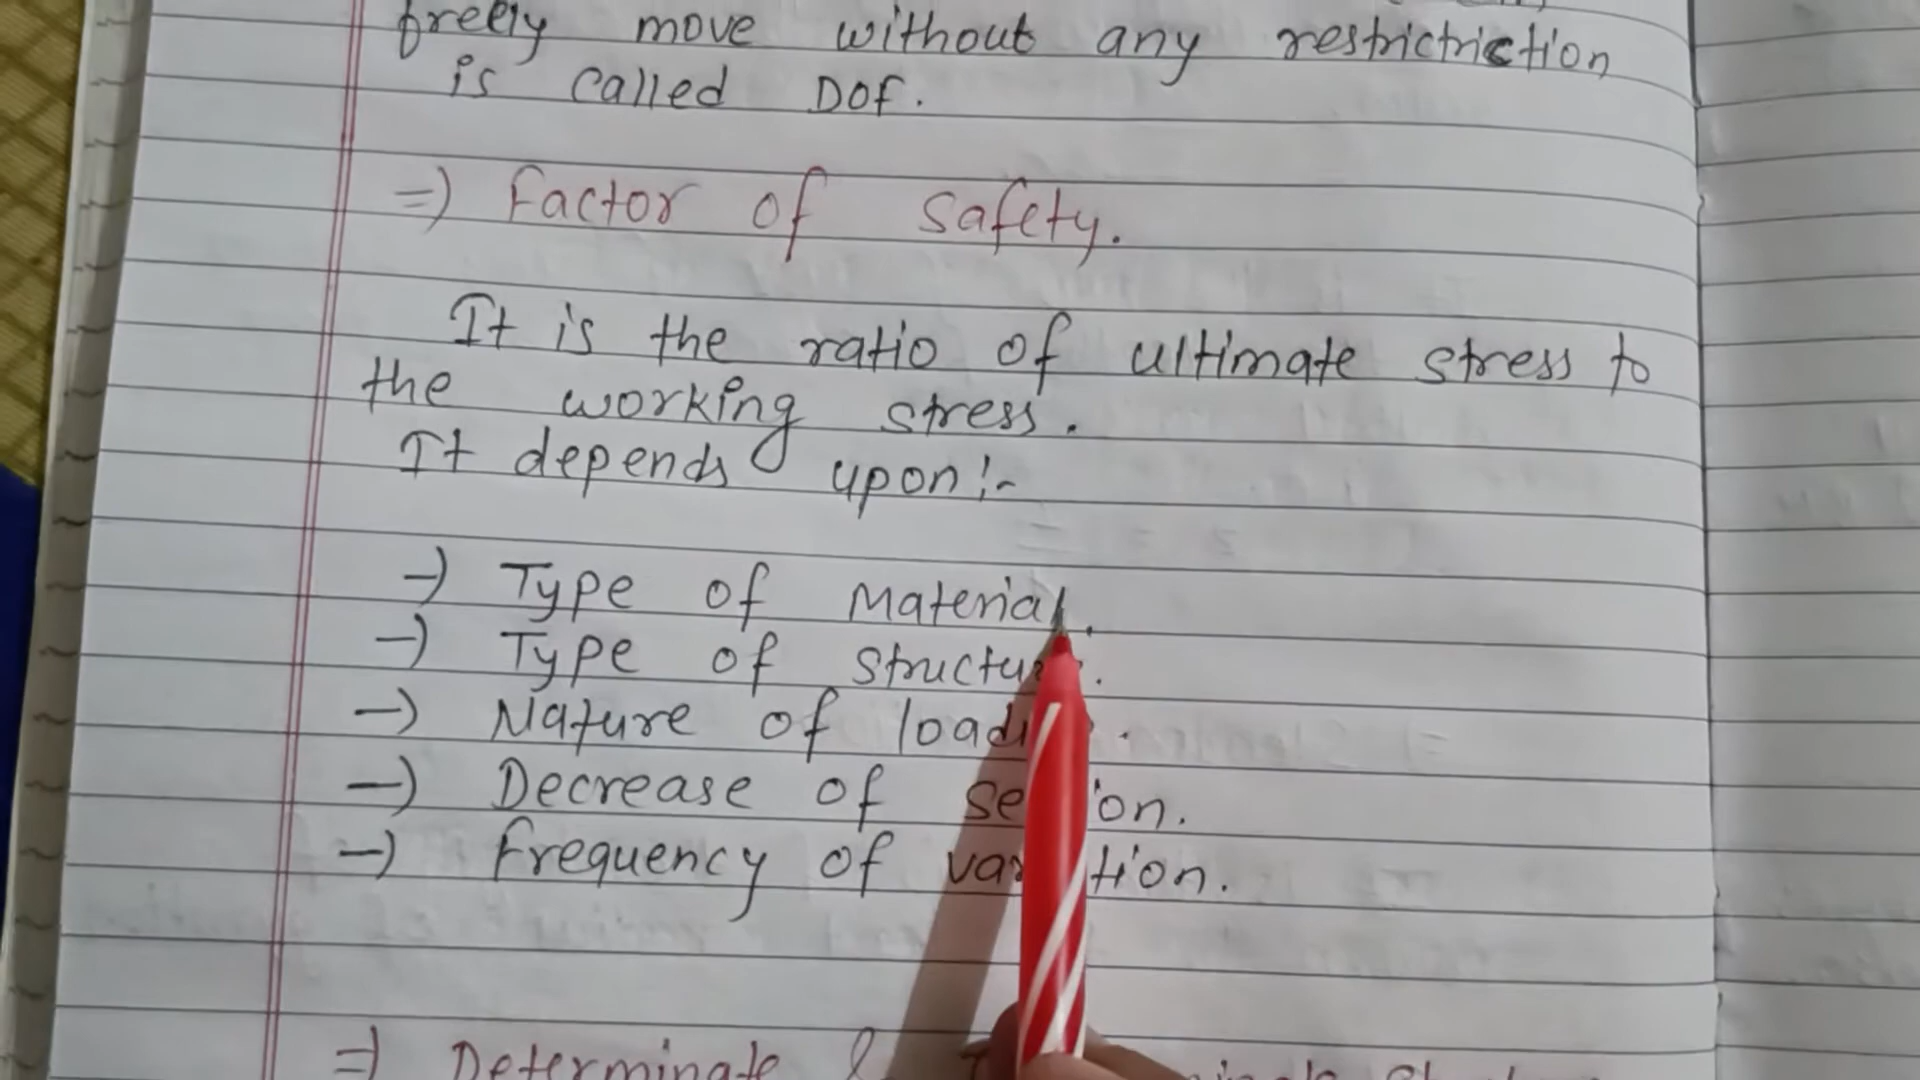 freely move without any restrictriction
is called DOF.
=) Factor of Safety.
It is the ratio of ultimate stress to
the working stress.
It depends upon:-
-) Type of Material.
-) Type of
-) Nature of
-) Decrease of
-) Frequency of
=) Determinate &